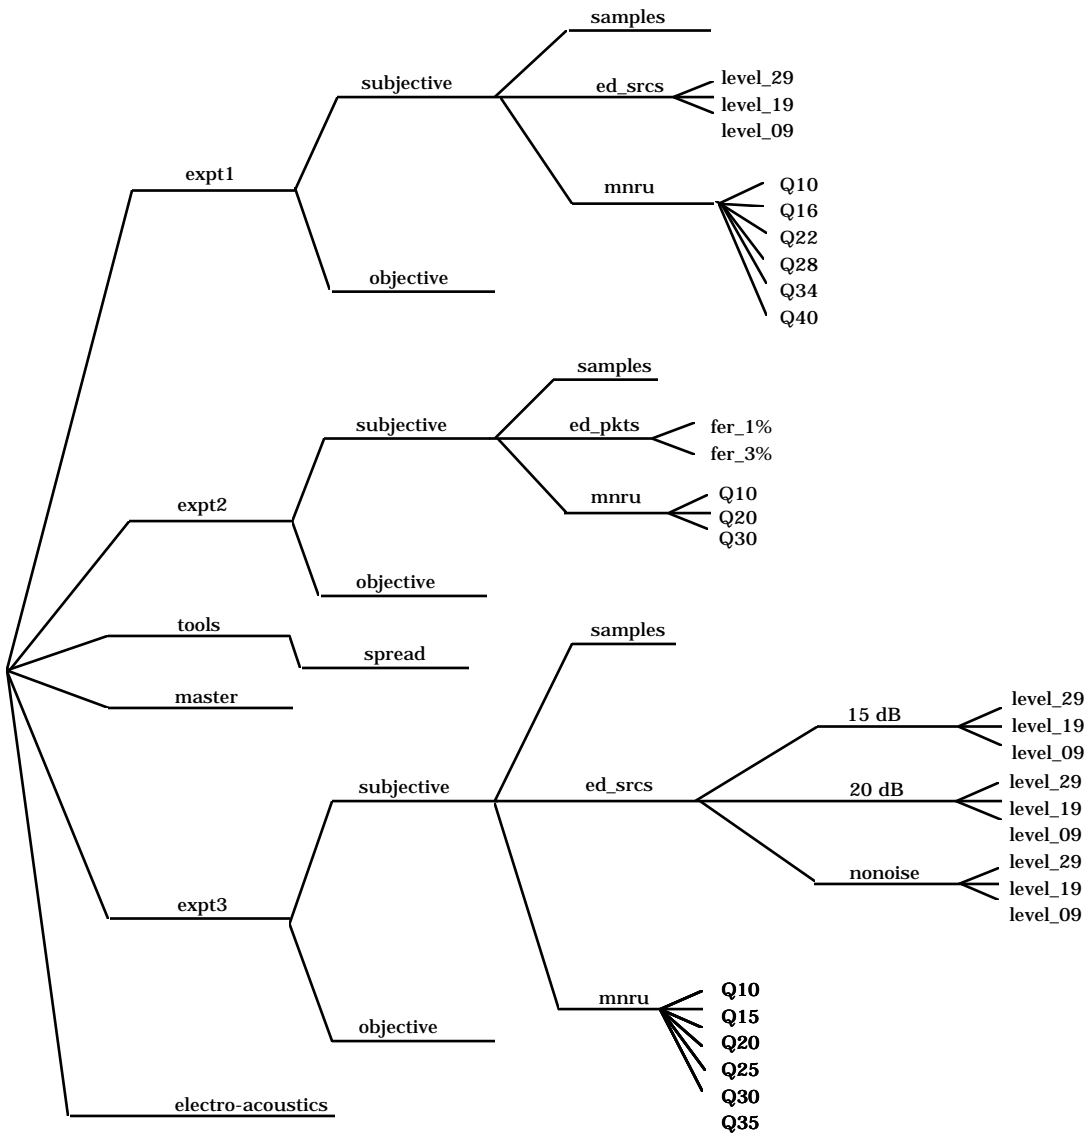 samples
subjective
ed_srcs
level_29
level_19
level_09
expt1
mnru
Q10
Q16
Q22
Q28
Q34
Q40
objective
samples
subjective
ed_pkts
fer_1%
fer_3%
expt2
mnru
Q10
Q20
Q30
objective
tools
spread
master
samples
subjective
ed_srcs
15 dB
level_29
level_19
level_09
20 dB
level_29
level_19
level_09
nonoise
level_29
level_19
level_09
expt3
mnru
Q10
Q15
Q20
Q25
Q30
Q35
objective
electro-acoustics